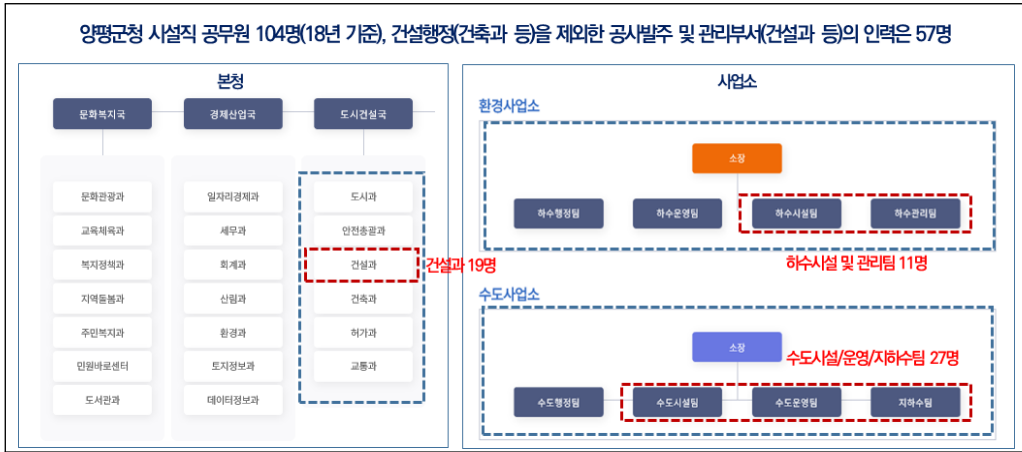 양평군청 시설직 공무원 104명(18년 기준), 건설행정(건축과 등)을 제외한 공사발주 및 관리부서(건설과 등)의 인력은 57명
본청
문화복지국 경제산업국 도시건설국
문화관광과 일자리경제과 도시과
교육체육과 세무과 안전총괄과
복지정책과 회계과 건설과 건설과 19명
지역돌봄과 산림과 건축과
주민복지과 환경과 허가과
민원바로센터 토지정보과 교통과
도서관과 데이터정보과
사업소
환경사업소
소장
하수행정팀 하수운영팀 하수시설팀 하수관리팀
하수시설 및 관리팀 11명
수도사업소
소장
수도시설/운영/지하수팀 27명
수도행정팀 수도시설팀 수도운영팀 지하수팀